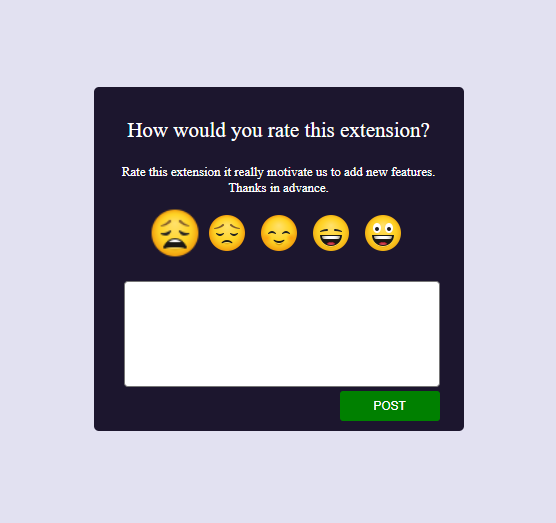 How would you rate this extension?
Rate this extension it really motivate us to add new features.
Thanks in advance.
POST